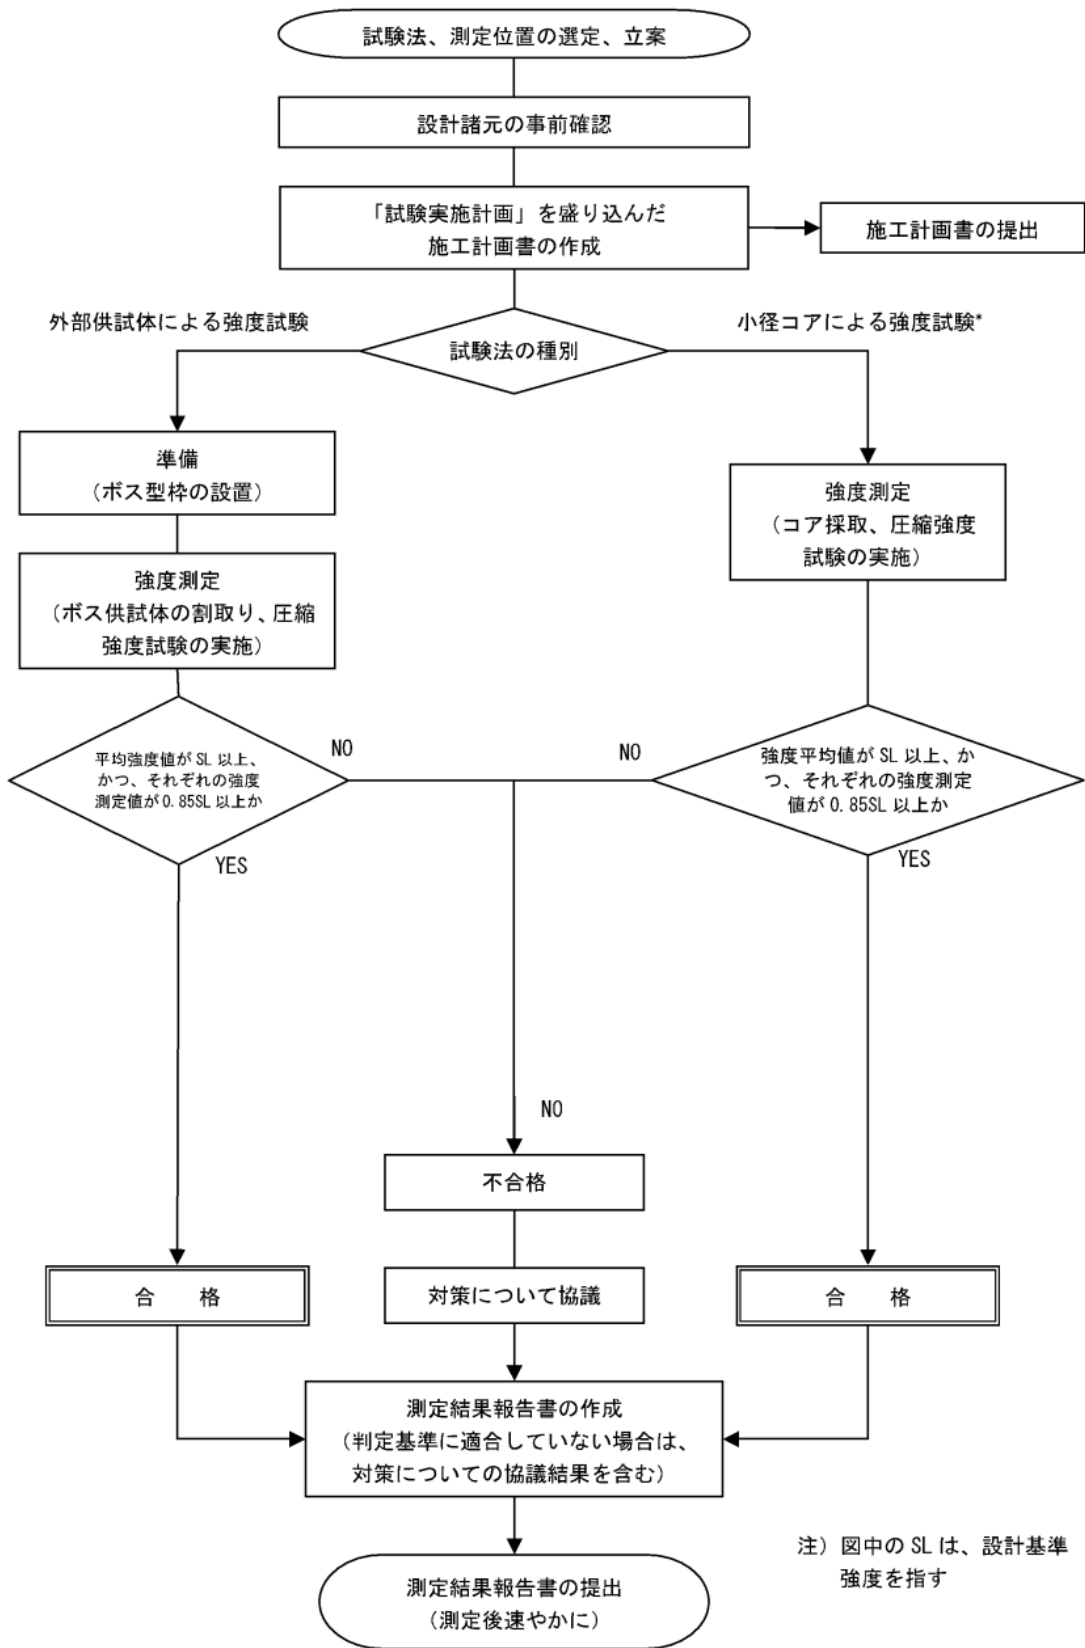 試験法、測定位置の選定、立案
設計諸元の事前確認
「試験実施計画」を盛り込んだ
施工計画書の作成
施工計画書の提出
外部供試体による強度試験
小径コアによる強度試験*
試験法の種別
準備
(ボス型枠の設置)
強度測定
(コア採取、圧縮強度
試験の実施)
強度測定
(ボス供試体の割取り、圧縮
強度試験の実施)
平均強度値が SL 以上、
かつ、それぞれの強度
測定値が 0.85SL 以上か
NO
NO
強度平均値が SL 以上、か
つ、それぞれの強度測定
値が 0.85SL 以上か
YES
YES
NO
不合格
合　　格
対策について協議
合　　格
測定結果報告書の作成
(判定基準に適合していない場合は、
対策についての協議結果を含む)
注) 図中の SL は、設計基準
強度を指す
測定結果報告書の提出
(測定後速やかに)